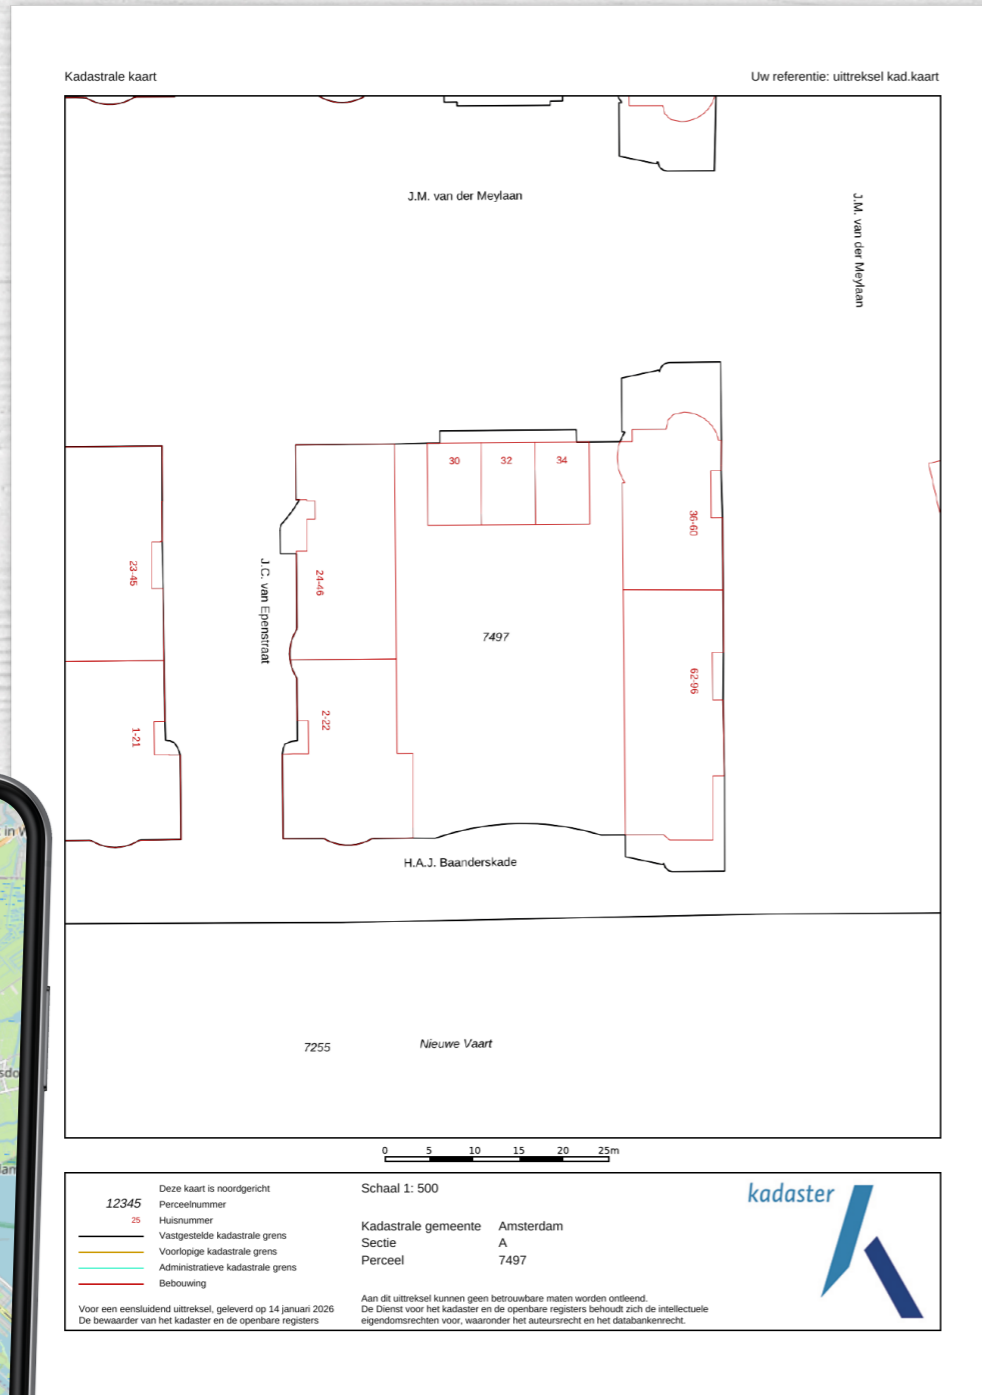 Kadastrale kaart
Uw referentie: uittreksel kad.kaart
J.M. van der Meylaan
J.M. van der Meylaan
30
32
34
36-60
23-45
J.C. van Epenstraat
24-46
7497
62-96
1-21
2-22
H.A.J. Baanderskade
7255
Nieuwe Vaart
0 5 10 15 20 25m
Deze kaart is noordgericht
12345 Perceelnummer
25 Huisnummer
Vastgestelde kadastrale grens
Voorlopige kadastrale grens
Administratieve kadastrale grens
Bebouwing
Voor een eensluidend uittreksel, geleverd op 14 januari 2026
De bewaarder van het kadaster en de openbare registers
Schaal 1: 500
Kadastrale gemeente Amsterdam
Sectie A
Perceel 7497
Aan dit uittreksel kunnen geen betrouwbare maten worden ontleend.
De Dienst voor het kadaster en de openbare registers behoudt zich de intellectuele
eigendomsrechten voor, waaronder het auteursrecht en het databankenrecht.
kadaster